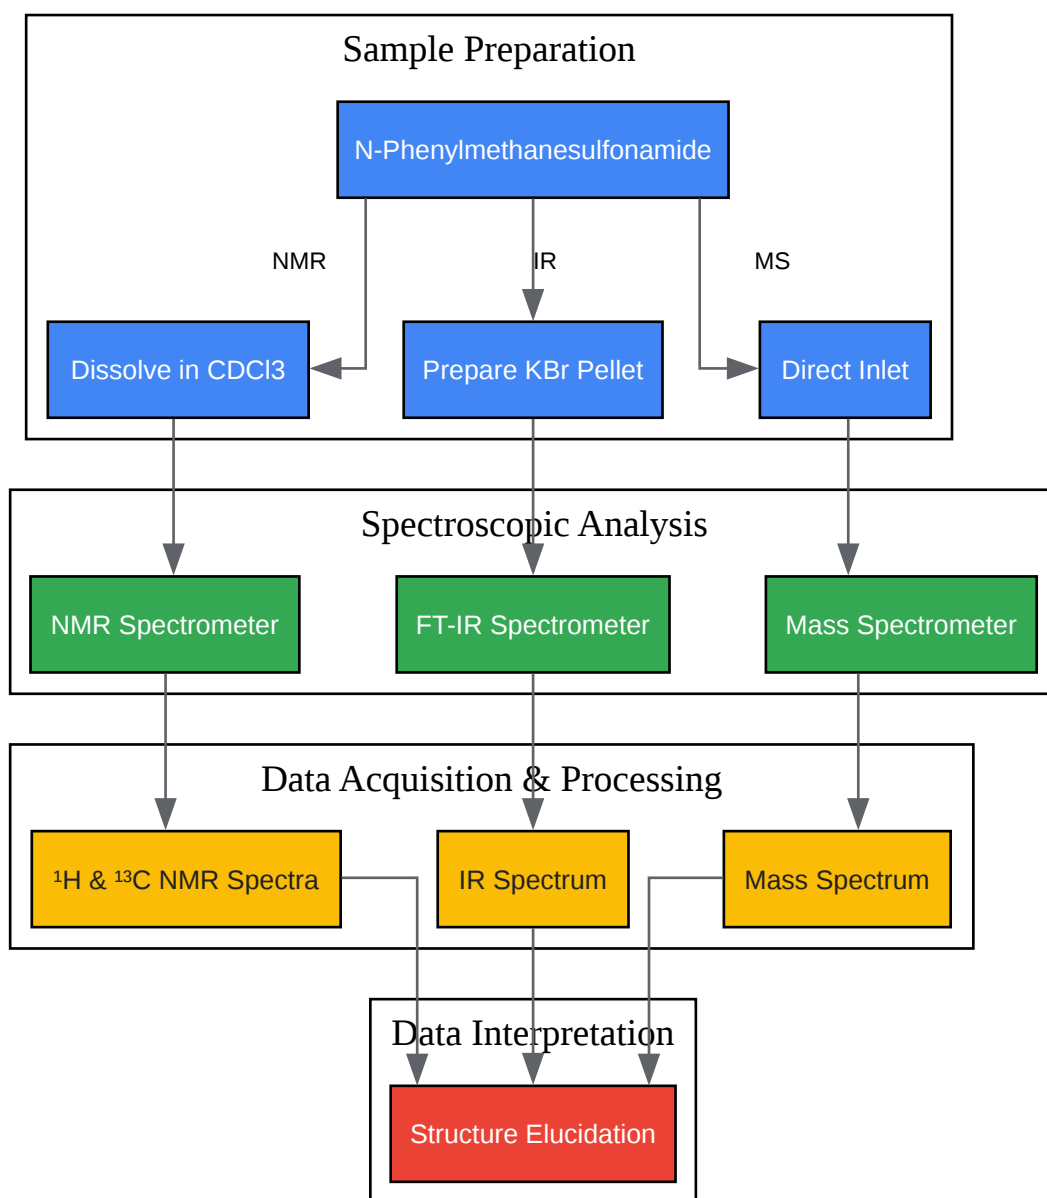 Sample Preparation
N-Phenylmethanesulfonamide
NMR
IR
MS
Dissolve in CDCl3
Prepare KBr Pellet
Direct Inlet
Spectroscopic Analysis
NMR Spectrometer
FT-IR Spectrometer
Mass Spectrometer
Data Acquisition & Processing
¹H & ¹³C NMR Spectra
IR Spectrum
Mass Spectrum
Data Interpretation
Structure Elucidation